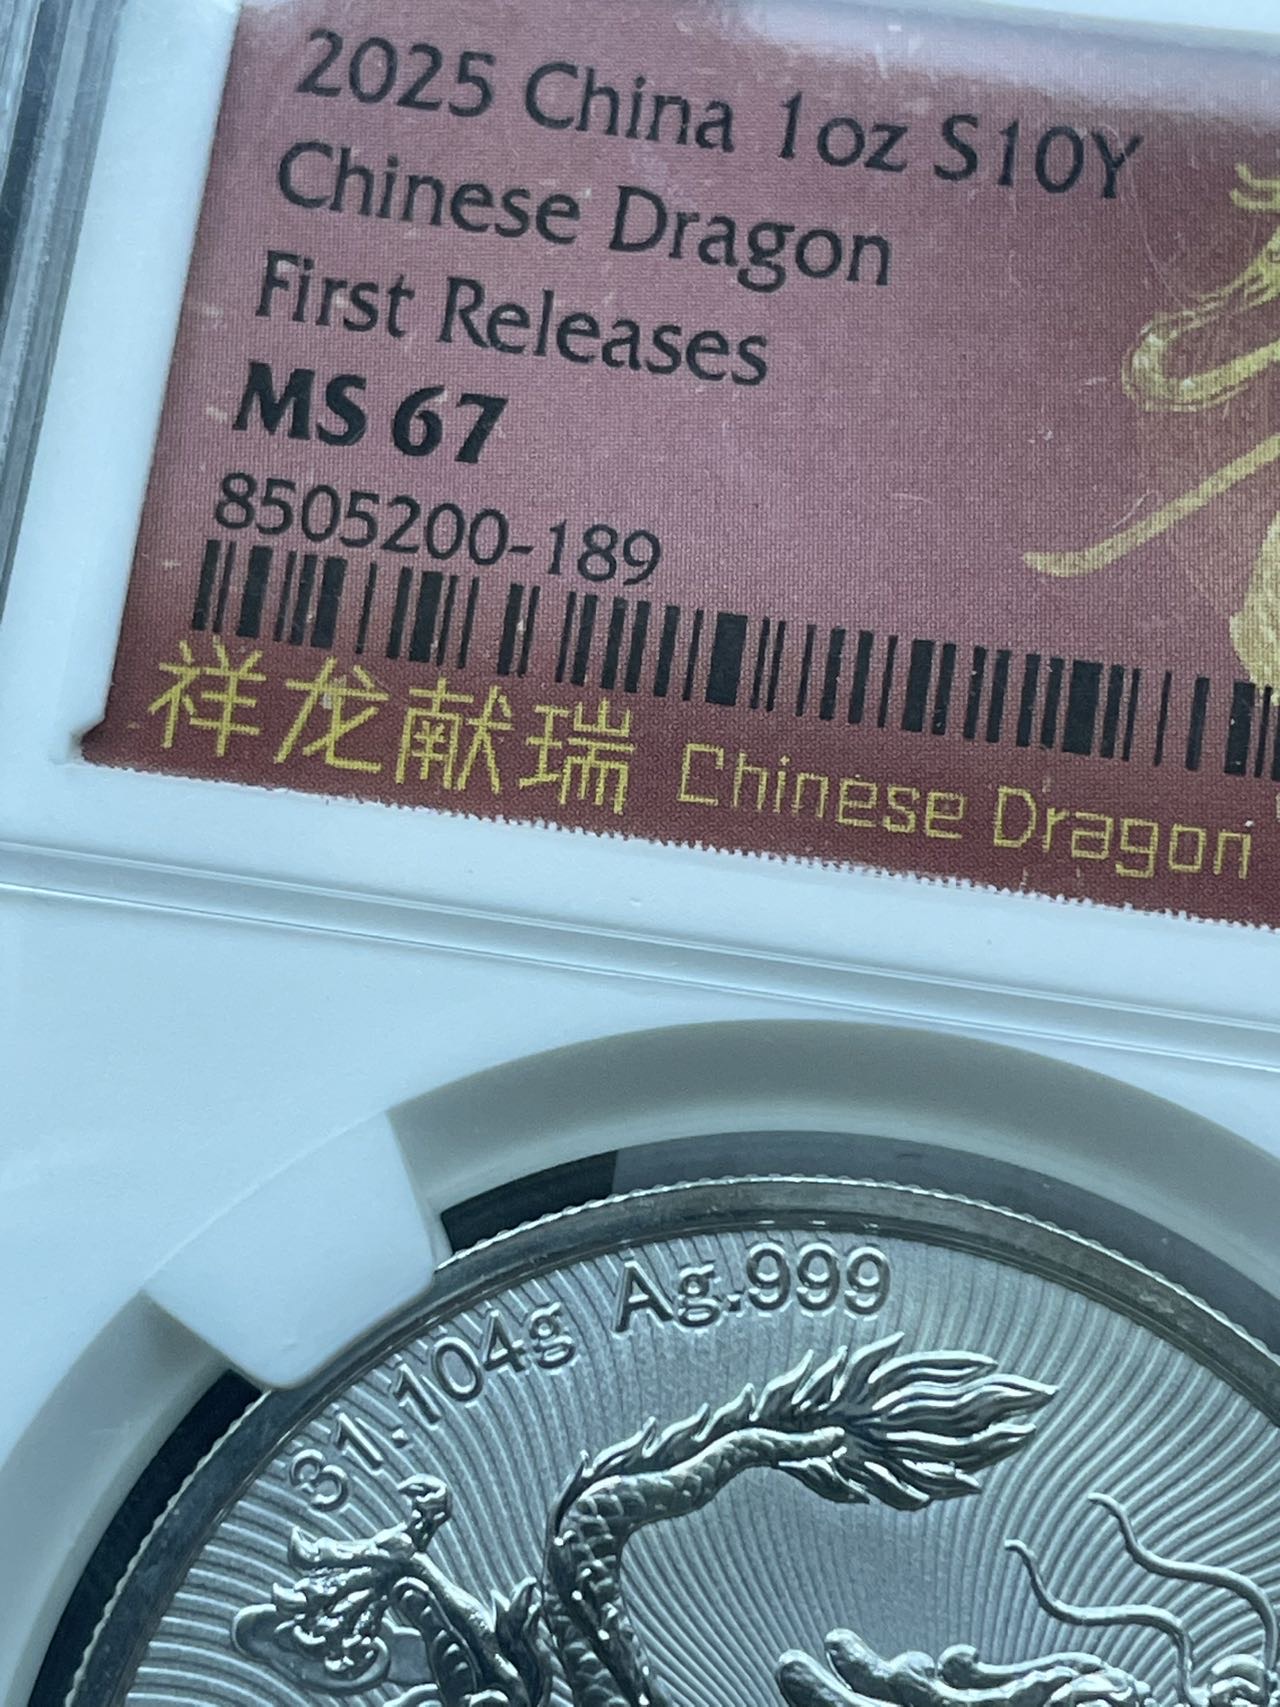 2025 China 1oz S10Y
Chinese Dragon
First Releases
MS 67
8505200-189
祥龙献瑞 Chinese Dragon
31.104g Ag.999